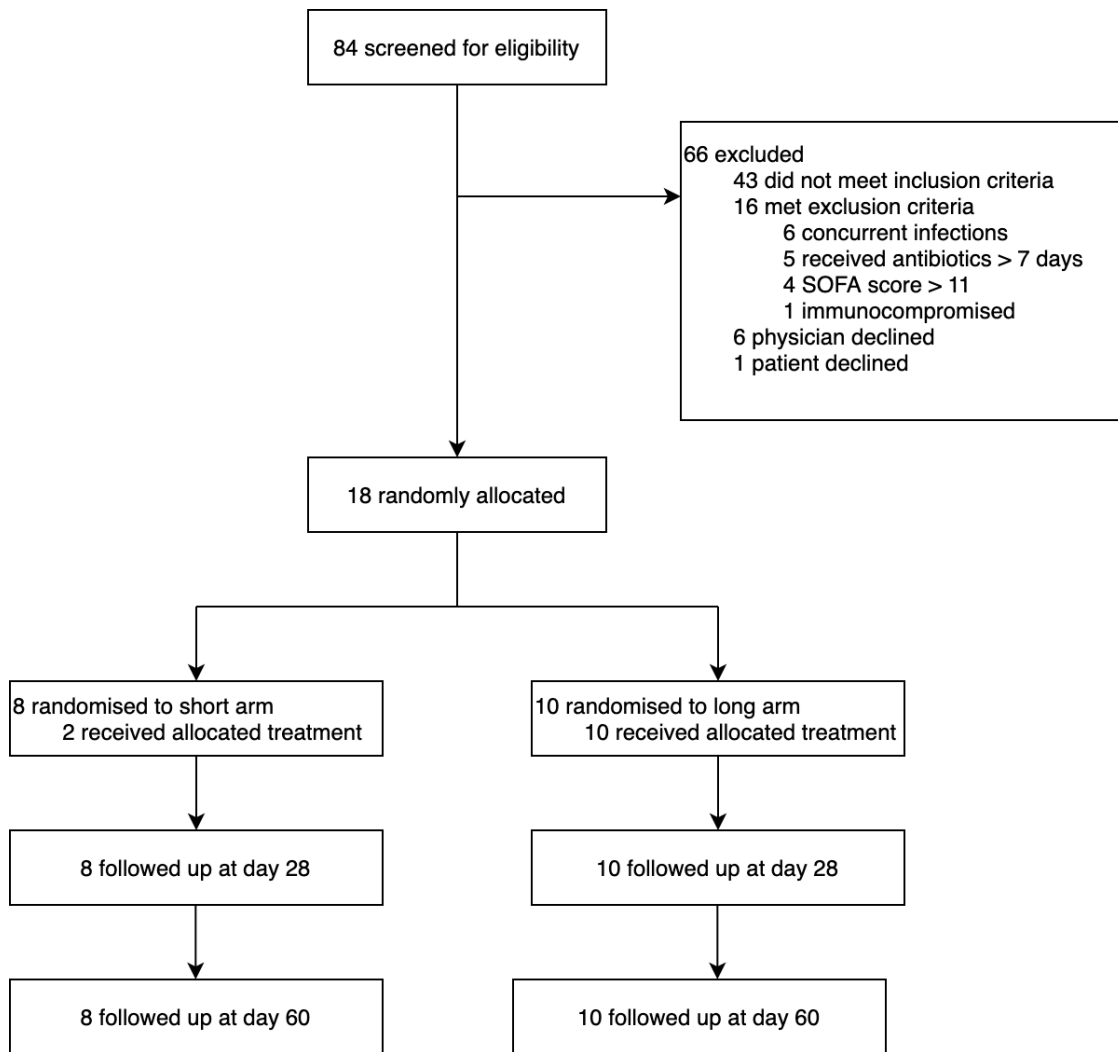 84 screened for eligibility
66 excluded
43 did not meet inclusion criteria
16 met exclusion criteria
6 concurrent infections
5 received antibiotics > 7 days
4 SOFA score > 11
1 immunocompromised
6 physician declined
1 patient declined
18 randomly allocated
8 randomised to short arm
2 received allocated treatment
10 randomised to long arm
10 received allocated treatment
8 followed up at day 28
10 followed up at day 28
8 followed up at day 60
10 followed up at day 60